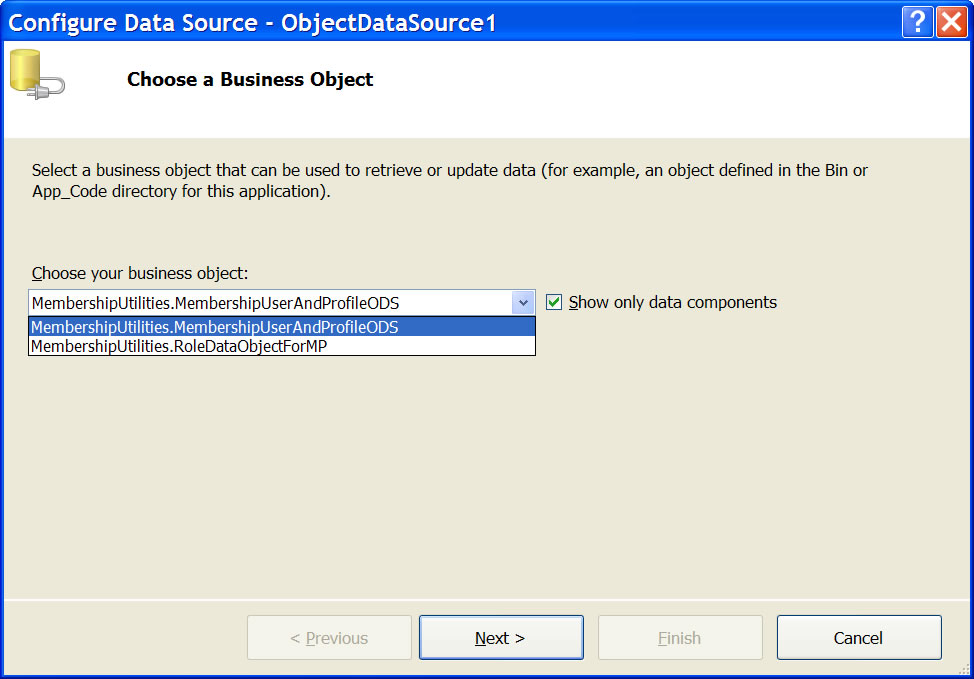 Configure Data Source - ObjectDataSource1
?
Choose a Business Object
Select a business object that can be used to retrieve or update data (for example, an object defined in the Bin or
App_Code directory for this application).
Choose your business object:
MembershipUtilities.MembershipUserAndProfileODS
Show only data components
MembershipUtilities.MembershipUserAndProfileODS
MembershipUtilities.RoleDataObjectForMP
< Previous
Next >
Finish
Cancel